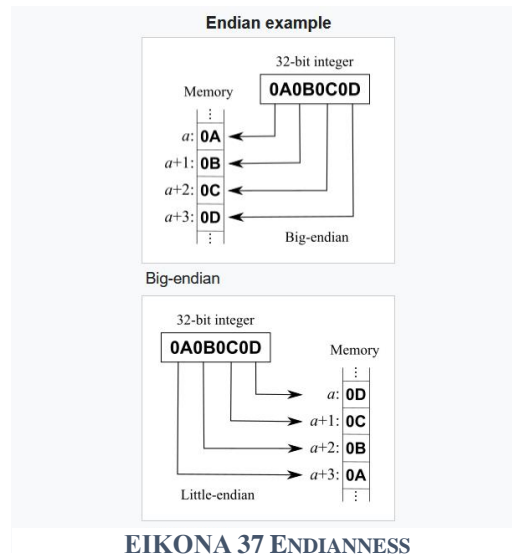 Endian example
32-bit integer
0A0B0C0D
Memory
⋮
a: 0A
a+1: 0B
a+2: 0C
a+3: 0D
⋮
Big-endian
Big-endian
32-bit integer
0A0B0C0D
Memory
⋮
a: 0D
a+1: 0C
a+2: 0B
a+3: 0A
⋮
Little-endian
ΕΙΚΟΝΑ 37 ENDIANNESS